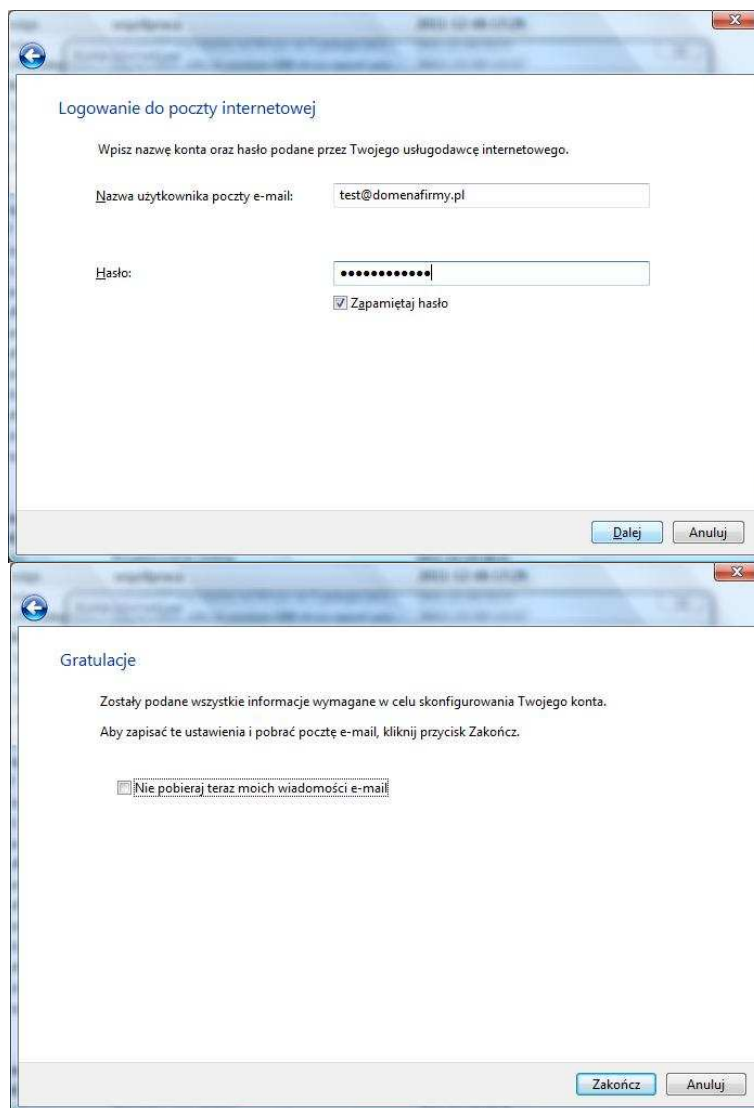 Logowanie do poczty internetowej
Wpisz nazwę konta oraz hasło podane przez Twojego usługodawcę internetowego.
Nazwa użytkownika poczty e-mail: test@domenafirmy.pl
Hasło: ●●●●●●●●●●●●
Zapamiętaj hasło
Dalej Anuluj
Gratulacje
Zostały podane wszystkie informacje wymagane w celu skonfigurowania Twojego konta.
Aby zapisać te ustawienia i pobrać pocztę e-mail, kliknij przycisk Zakończ.
Nie pobieraj teraz moich wiadomości e-mail
Zakończ Anuluj